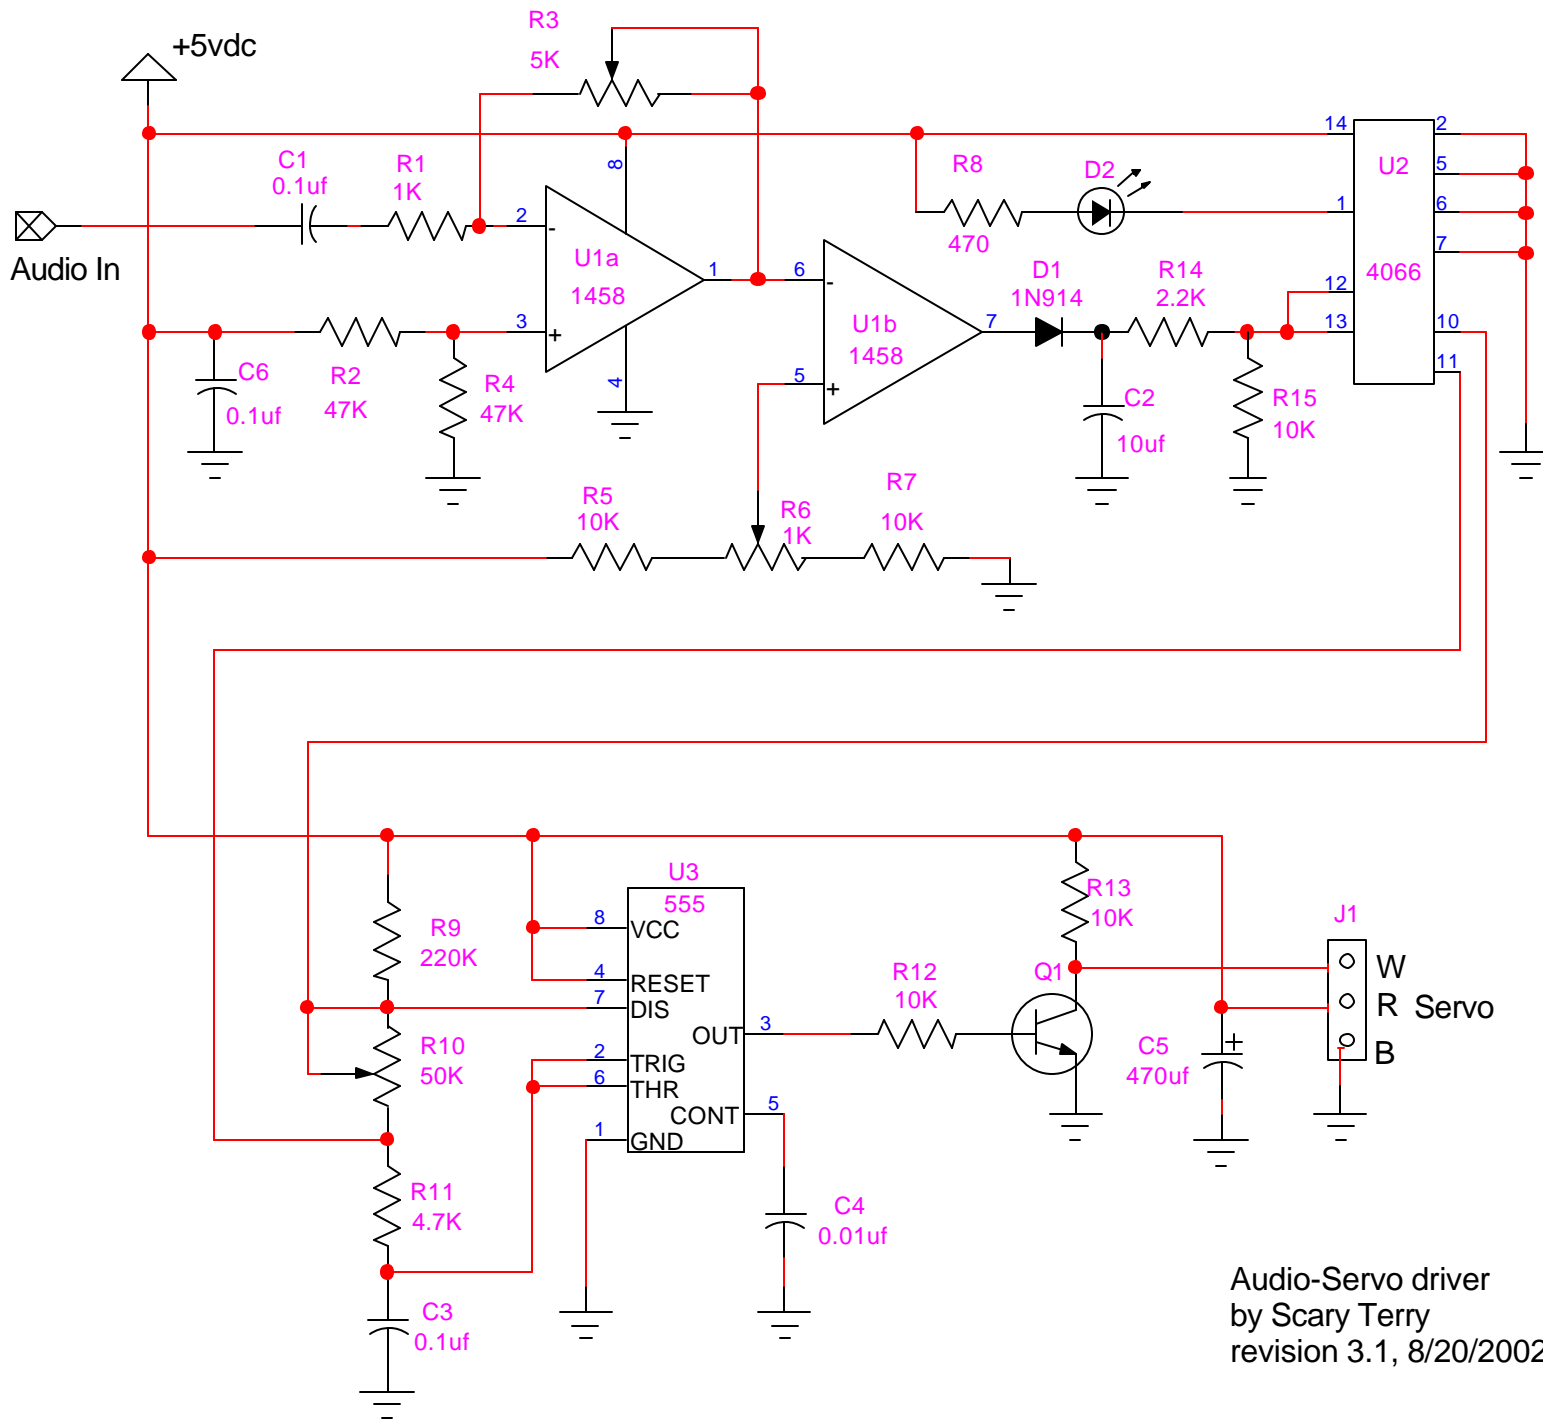 +5vdc
R3
5K
C1
0.1uf
R1
1K
Audio In
8
2
-
U1a
1458
1
3
+
4
C6
0.1uf
R2
47K
R4
47K
6
-
U1b
1458
7
5
+
R8
470
D2
D1
1N914
R14
2.2K
C2
10uf
R15
10K
14
1
12
13
U2
4066
2
5
6
7
10
11
R5
10K
R6
1K
R7
10K
R9
220K
R10
50K
R11
4.7K
C3
0.1uf
U3
555
8
VCC
4
RESET
7
DIS
2
TRIG
6
THR
1
GND
OUT
3
CONT
5
C4
0.01uf
R12
10K
Q1
R13
10K
C5
470uf
+
J1
W
R Servo
B
Audio-Servo driver
by Scary Terry
revision 3.1, 8/20/2002